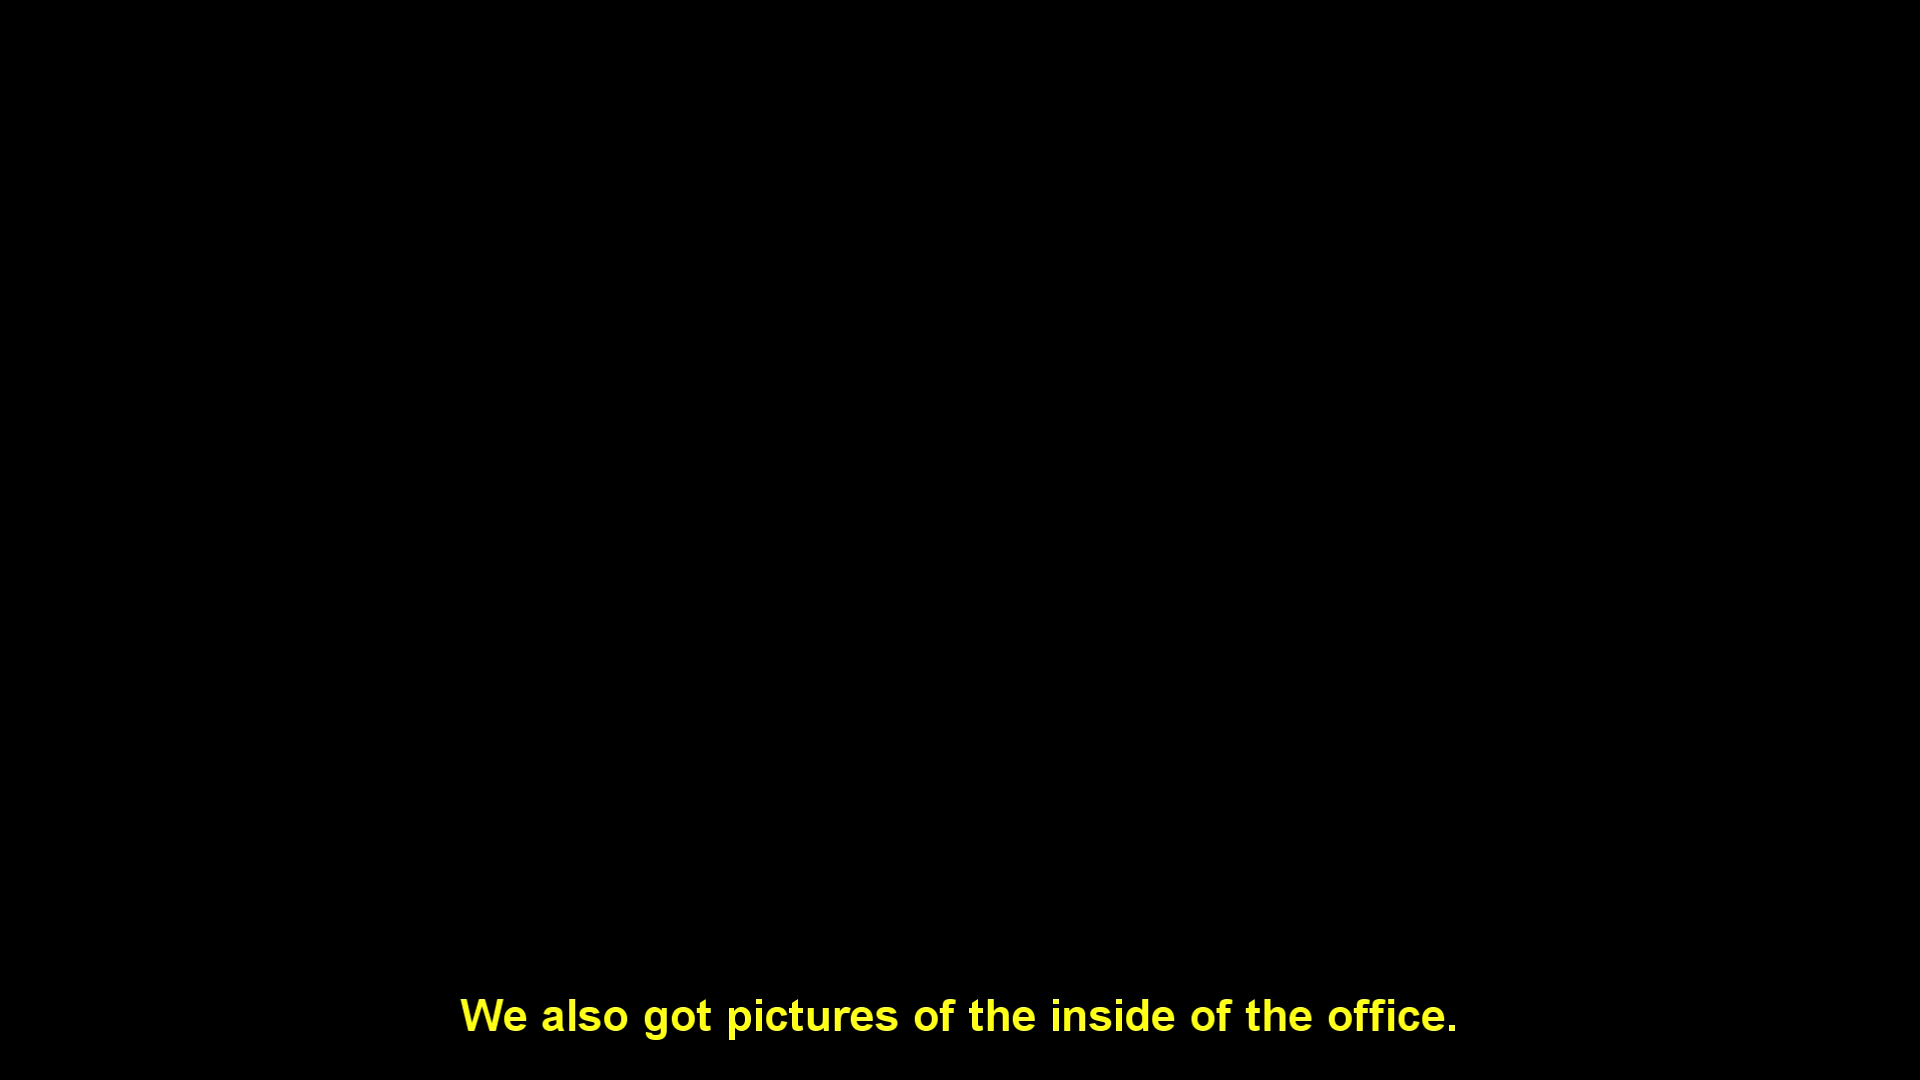 We also got pictures of the inside of the office.